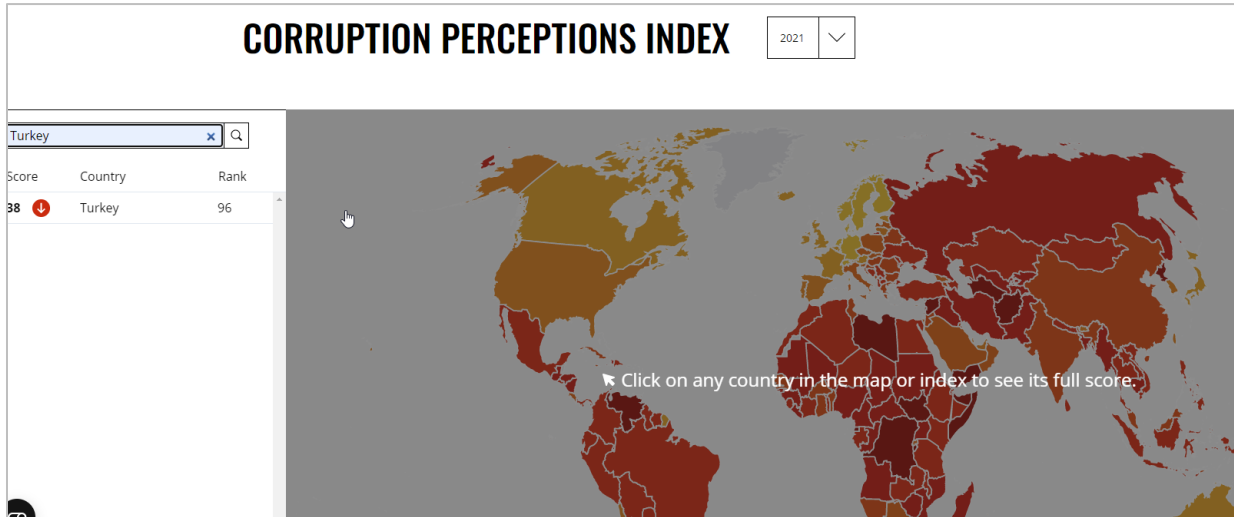 CORRUPTION PERCEPTIONS INDEX
2021
Turkey
Score Country Rank
38 Turkey 96
Click on any country in the map or index to see its full score.